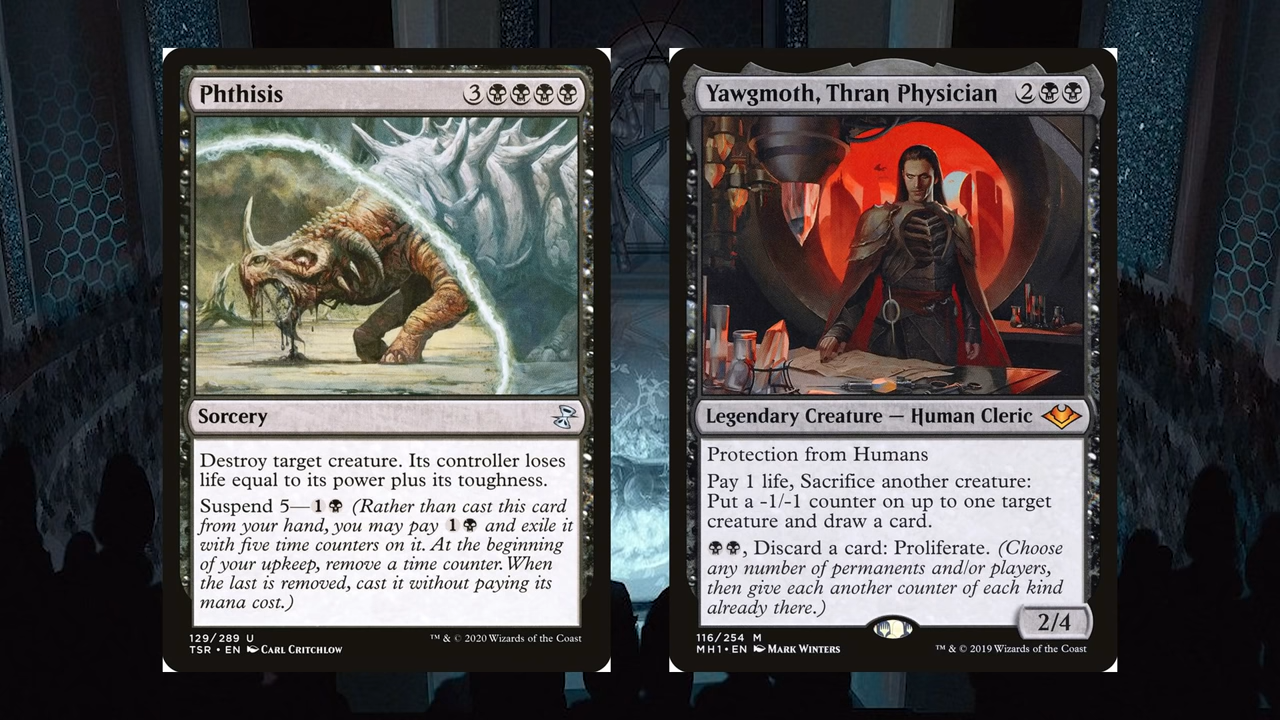 Phthisis 3
Sorcery
Destroy target creature. Its controller loses
life equal to its power plus its toughness.
Suspend 5—1 (Rather than cast this card
from your hand, you may pay 1 and exile it
with five time counters on it. At the beginning
of your upkeep, remove a time counter. When
the last is removed, cast it without paying its
mana cost.)
129/289 U
TSR • EN Carl Critchlow
™ & © 2020 Wizards of the Coast
Yawgmoth, Thran Physician 2
Legendary Creature — Human Cleric
Protection from Humans
Pay 1 life, Sacrifice another creature:
Put a -1/-1 counter on up to one target
creature and draw a card.
, Discard a card: Proliferate. (Choose
any number of permanents and/or players,
then give each another counter of each kind
already there.)
2/4
116/254 M
MH1 • EN Mark Winters
™ & © 2019 Wizards of the Coast